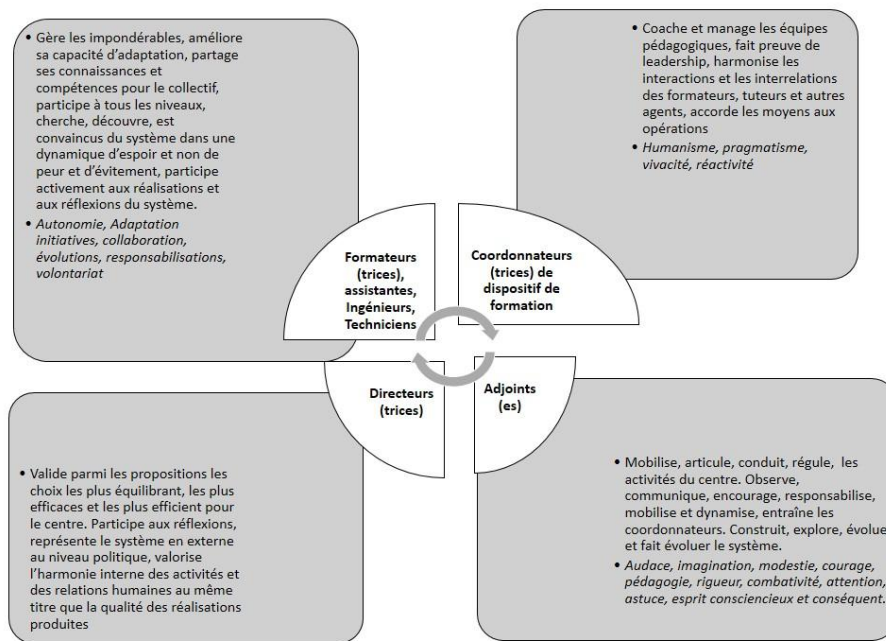 • Gère les impondérables, améliore
sa capacité d'adaptation, partage
ses connaissances et
compétences pour le collectif,
participe à tous les niveaux,
cherche, découvre, est
convaincus du système dans une
dynamique d'espoir et non de
peur et d'évitement, participe
activement aux réalisations et
aux réflexions du système.
• Autonomie, Adaptation
initiatives, collaboration,
évolutions, responsabilisations,
volontariat
• Coache et manage les équipes
pédagogiques, fait preuve de
leadership, harmonise les
interactions et les interrelations
des formateurs, tuteurs et autres
agents, accorde les moyens aux
opérations
• Humanisme, pragmatisme,
vivacité, réactivité
Formateurs
(trices),
assistantes,
Ingénieurs,
Techniciens
Coordonnateurs
(trices) de
dispositif de
formation
Directeurs
(trices)
Adjoints
(es)
• Valide parmi les propositions les
choix les plus équilibrant, les plus
efficaces et les plus efficient pour
le centre. Participe aux réflexions,
représente le système en externe
au niveau politique, valorise
l'harmonie interne des activités et
des relations humaines au même
titre que la qualité des réalisations
produites
• Mobilise, articule, conduit, régule, les
activités du centre. Observe,
communique, encourage, responsabilise,
mobilise et dynamise, entraîne les
coordonnateurs. Construit, explore, évolue
et fait évoluer le système.
• Audace, imagination, modestie, courage,
pédagogie, rigueur, combativité, attention,
astuce, esprit consciencieux et conséquent.